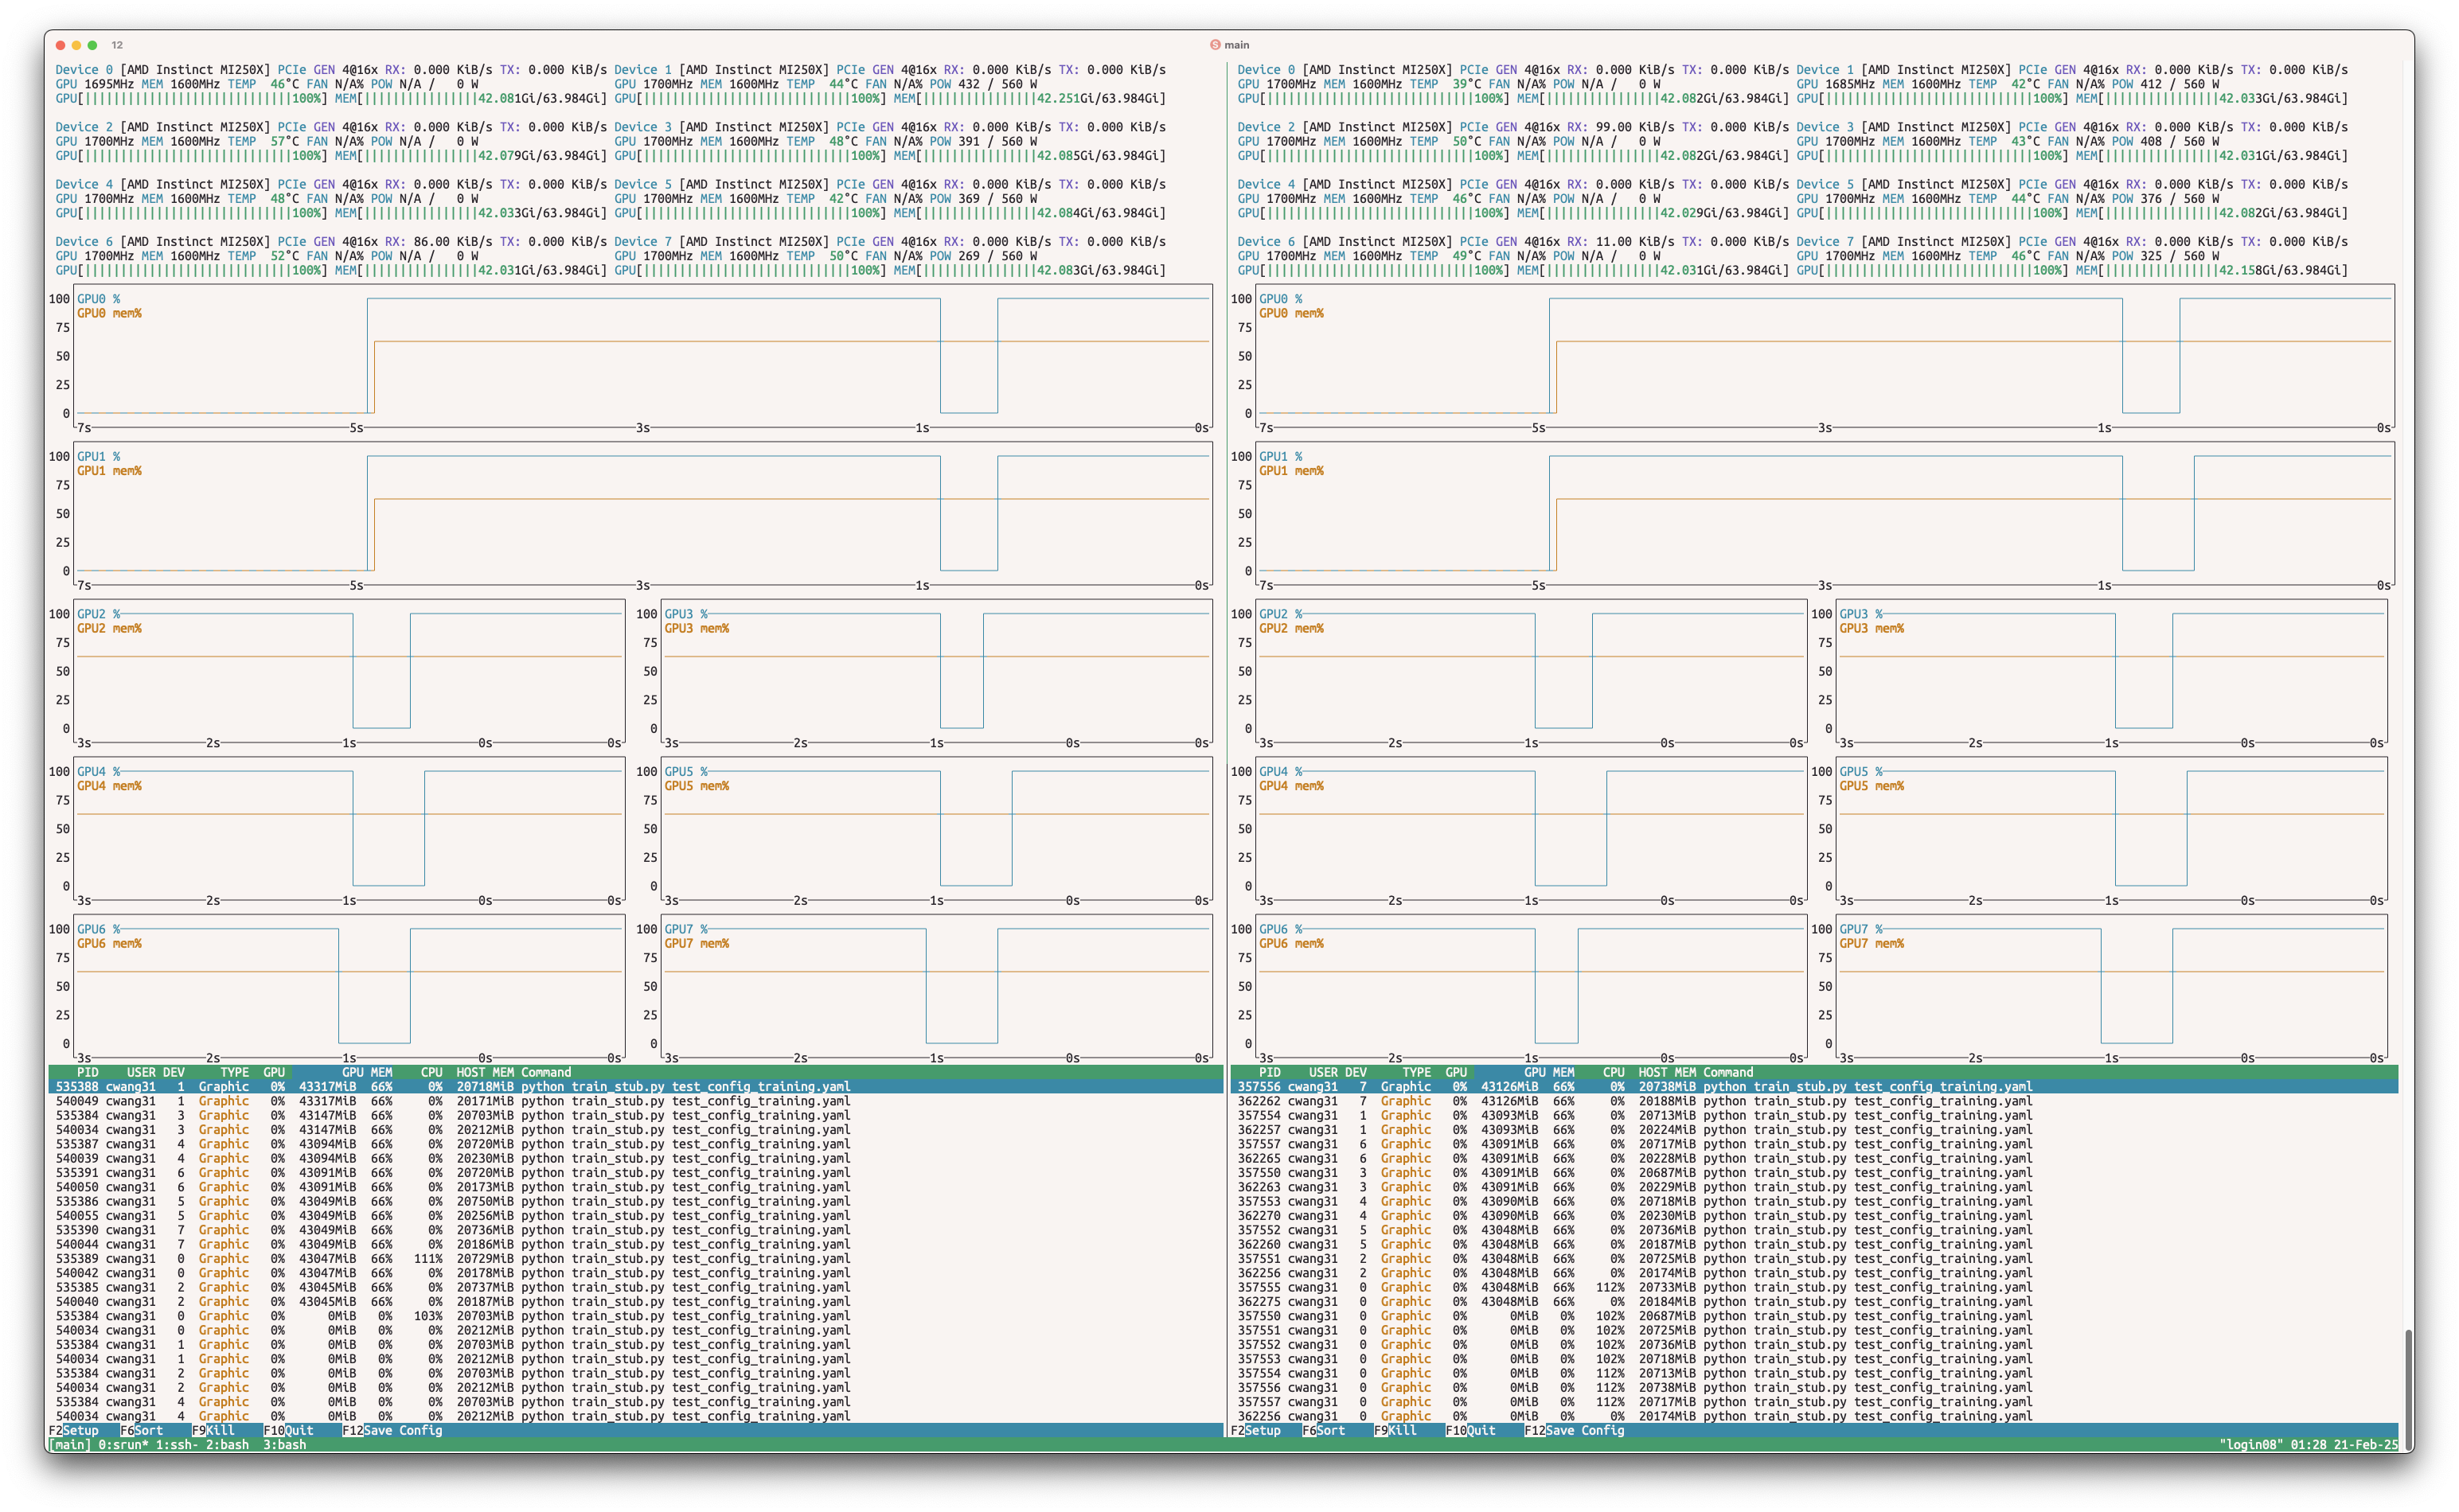 12
main
Device 0 [AMD Instinct MI250X] PCIe GEN 4@16x RX: 0.000 KiB/s TX: 0.000 KiB/s Device 1 [AMD Instinct MI250X] PCIe GEN 4@16x RX: 0.000 KiB/s TX: 0.000 KiB/s
GPU 1695MHz MEM 1600MHz TEMP 46°C FAN N/A% POW N/A / 0 W GPU 1700MHz MEM 1600MHz TEMP 44°C FAN N/A% POW 432 / 560 W
GPU[100%] MEM[42.081Gi/63.984Gi] GPU[100%] MEM[42.251Gi/63.984Gi]
Device 2 [AMD Instinct MI250X] PCIe GEN 4@16x RX: 0.000 KiB/s TX: 0.000 KiB/s Device 3 [AMD Instinct MI250X] PCIe GEN 4@16x RX: 0.000 KiB/s TX: 0.000 KiB/s
GPU 1700MHz MEM 1600MHz TEMP 57°C FAN N/A% POW N/A / 0 W GPU 1700MHz MEM 1600MHz TEMP 48°C FAN N/A% POW 391 / 560 W
GPU[100%] MEM[42.079Gi/63.984Gi] GPU[100%] MEM[42.085Gi/63.984Gi]
Device 4 [AMD Instinct MI250X] PCIe GEN 4@16x RX: 0.000 KiB/s TX: 0.000 KiB/s Device 5 [AMD Instinct MI250X] PCIe GEN 4@16x RX: 0.000 KiB/s TX: 0.000 KiB/s
GPU 1700MHz MEM 1600MHz TEMP 48°C FAN N/A% POW N/A / 0 W GPU 1700MHz MEM 1600MHz TEMP 42°C FAN N/A% POW 369 / 560 W
GPU[100%] MEM[42.033Gi/63.984Gi] GPU[100%] MEM[42.084Gi/63.984Gi]
Device 6 [AMD Instinct MI250X] PCIe GEN 4@16x RX: 86.00 KiB/s TX: 0.000 KiB/s Device 7 [AMD Instinct MI250X] PCIe GEN 4@16x RX: 0.000 KiB/s TX: 0.000 KiB/s
GPU 1700MHz MEM 1600MHz TEMP 52°C FAN N/A% POW N/A / 0 W GPU 1700MHz MEM 1600MHz TEMP 50°C FAN N/A% POW 269 / 560 W
GPU[100%] MEM[42.031Gi/63.984Gi] GPU[100%] MEM[42.083Gi/63.984Gi]
100 GPU0 %
GPU0 mem%
75
50
25
0
7s 5s 3s 1s 0s
100 GPU1 %
GPU1 mem%
75
50
25
0
7s 5s 3s 1s 0s
100 GPU2 % 100 GPU3 %
GPU2 mem% GPU3 mem%
75 75
50 50
25 25
0 0
3s 2s 1s 0s 0s 3s 2s 1s 0s 0s
100 GPU4 % 100 GPU5 %
GPU4 mem% GPU5 mem%
75 75
50 50
25 25
0 0
3s 2s 1s 0s 0s 3s 2s 1s 0s 0s
100 GPU6 % 100 GPU7 %
GPU6 mem% GPU7 mem%
75 75
50 50
25 25
0 0
3s 2s 1s 0s 0s 3s 2s 1s 0s 0s
PID USER DEV TYPE GPU GPU MEM CPU HOST MEM Command
535388 cwang31 1 Graphic 0% 43317MiB 66% 0% 20718MiB python train_stub.py test_config_training.yaml
540049 cwang31 1 Graphic 0% 43317MiB 66% 0% 20171MiB python train_stub.py test_config_training.yaml
535384 cwang31 3 Graphic 0% 43147MiB 66% 0% 20703MiB python train_stub.py test_config_training.yaml
540034 cwang31 3 Graphic 0% 43147MiB 66% 0% 20212MiB python train_stub.py test_config_training.yaml
535387 cwang31 4 Graphic 0% 43094MiB 66% 0% 20720MiB python train_stub.py test_config_training.yaml
540039 cwang31 4 Graphic 0% 43094MiB 66% 0% 20230MiB python train_stub.py test_config_training.yaml
535391 cwang31 6 Graphic 0% 43091MiB 66% 0% 20720MiB python train_stub.py test_config_training.yaml
540050 cwang31 6 Graphic 0% 43091MiB 66% 0% 20173MiB python train_stub.py test_config_training.yaml
535386 cwang31 5 Graphic 0% 43049MiB 66% 0% 20750MiB python train_stub.py test_config_training.yaml
540055 cwang31 5 Graphic 0% 43049MiB 66% 0% 20256MiB python train_stub.py test_config_training.yaml
535390 cwang31 7 Graphic 0% 43049MiB 66% 0% 20736MiB python train_stub.py test_config_training.yaml
540044 cwang31 7 Graphic 0% 43049MiB 66% 0% 20186MiB python train_stub.py test_config_training.yaml
535389 cwang31 0 Graphic 0% 43047MiB 66% 111% 20729MiB python train_stub.py test_config_training.yaml
540042 cwang31 0 Graphic 0% 43047MiB 66% 0% 20178MiB python train_stub.py test_config_training.yaml
535385 cwang31 2 Graphic 0% 43045MiB 66% 0% 20737MiB python train_stub.py test_config_training.yaml
540040 cwang31 2 Graphic 0% 43045MiB 66% 0% 20187MiB python train_stub.py test_config_training.yaml
535384 cwang31 0 Graphic 0% 0MiB 0% 103% 20703MiB python train_stub.py test_config_training.yaml
540034 cwang31 0 Graphic 0% 0MiB 0% 0% 20212MiB python train_stub.py test_config_training.yaml
535384 cwang31 1 Graphic 0% 0MiB 0% 0% 20703MiB python train_stub.py test_config_training.yaml
540034 cwang31 1 Graphic 0% 0MiB 0% 0% 20212MiB python train_stub.py test_config_training.yaml
535384 cwang31 2 Graphic 0% 0MiB 0% 0% 20703MiB python train_stub.py test_config_training.yaml
540034 cwang31 2 Graphic 0% 0MiB 0% 0% 20212MiB python train_stub.py test_config_training.yaml
535384 cwang31 4 Graphic 0% 0MiB 0% 0% 20703MiB python train_stub.py test_config_training.yaml
540034 cwang31 4 Graphic 0% 0MiB 0% 0% 20212MiB python train_stub.py test_config_training.yaml
F2Setup F6Sort F9Kill F10Quit F12Save Config
Device 0 [AMD Instinct MI250X] PCIe GEN 4@16x RX: 0.000 KiB/s TX: 0.000 KiB/s Device 1 [AMD Instinct MI250X] PCIe GEN 4@16x RX: 0.000 KiB/s TX: 0.000 KiB/s
GPU 1700MHz MEM 1600MHz TEMP 39°C FAN N/A% POW N/A / 0 W GPU 1685MHz MEM 1600MHz TEMP 42°C FAN N/A% POW 412 / 560 W
GPU[100%] MEM[42.082Gi/63.984Gi] GPU[100%] MEM[42.033Gi/63.984Gi]
Device 2 [AMD Instinct MI250X] PCIe GEN 4@16x RX: 99.00 KiB/s TX: 0.000 KiB/s Device 3 [AMD Instinct MI250X] PCIe GEN 4@16x RX: 0.000 KiB/s TX: 0.000 KiB/s
GPU 1700MHz MEM 1600MHz TEMP 50°C FAN N/A% POW N/A / 0 W GPU 1700MHz MEM 1600MHz TEMP 43°C FAN N/A% POW 408 / 560 W
GPU[100%] MEM[42.082Gi/63.984Gi] GPU[100%] MEM[42.031Gi/63.984Gi]
Device 4 [AMD Instinct MI250X] PCIe GEN 4@16x RX: 0.000 KiB/s TX: 0.000 KiB/s Device 5 [AMD Instinct MI250X] PCIe GEN 4@16x RX: 0.000 KiB/s TX: 0.000 KiB/s
GPU 1700MHz MEM 1600MHz TEMP 46°C FAN N/A% POW N/A / 0 W GPU 1700MHz MEM 1600MHz TEMP 44°C FAN N/A% POW 376 / 560 W
GPU[100%] MEM[42.029Gi/63.984Gi] GPU[100%] MEM[42.082Gi/63.984Gi]
Device 6 [AMD Instinct MI250X] PCIe GEN 4@16x RX: 11.00 KiB/s TX: 0.000 KiB/s Device 7 [AMD Instinct MI250X] PCIe GEN 4@16x RX: 0.000 KiB/s TX: 0.000 KiB/s
GPU 1700MHz MEM 1600MHz TEMP 49°C FAN N/A% POW N/A / 0 W GPU 1700MHz MEM 1600MHz TEMP 46°C FAN N/A% POW 325 / 560 W
GPU[100%] MEM[42.031Gi/63.984Gi] GPU[100%] MEM[42.158Gi/63.984Gi]
100 GPU0 %
GPU0 mem%
75
50
25
0
7s 5s 3s 1s 0s
100 GPU1 %
GPU1 mem%
75
50
25
0
7s 5s 3s 1s 0s
100 GPU2 % 100 GPU3 %
GPU2 mem% GPU3 mem%
75 75
50 50
25 25
0 0
3s 2s 1s 0s 0s 3s 2s 1s 0s 0s
100 GPU4 % 100 GPU5 %
GPU4 mem% GPU5 mem%
75 75
50 50
25 25
0 0
3s 2s 1s 0s 0s 3s 2s 1s 0s 0s
100 GPU6 % 100 GPU7 %
GPU6 mem% GPU7 mem%
75 75
50 50
25 25
0 0
3s 2s 1s 0s 0s 3s 2s 1s 0s 0s
PID USER DEV TYPE GPU GPU MEM CPU HOST MEM Command
357556 cwang31 7 Graphic 0% 43126MiB 66% 0% 20738MiB python train_stub.py test_config_training.yaml
362262 cwang31 7 Graphic 0% 43126MiB 66% 0% 20188MiB python train_stub.py test_config_training.yaml
357554 cwang31 1 Graphic 0% 43093MiB 66% 0% 20713MiB python train_stub.py test_config_training.yaml
362257 cwang31 1 Graphic 0% 43093MiB 66% 0% 20224MiB python train_stub.py test_config_training.yaml
357557 cwang31 6 Graphic 0% 43091MiB 66% 0% 20717MiB python train_stub.py test_config_training.yaml
362265 cwang31 6 Graphic 0% 43091MiB 66% 0% 20228MiB python train_stub.py test_config_training.yaml
357550 cwang31 3 Graphic 0% 43091MiB 66% 0% 20687MiB python train_stub.py test_config_training.yaml
362263 cwang31 3 Graphic 0% 43091MiB 66% 0% 20229MiB python train_stub.py test_config_training.yaml
357553 cwang31 4 Graphic 0% 43090MiB 66% 0% 20718MiB python train_stub.py test_config_training.yaml
362270 cwang31 4 Graphic 0% 43090MiB 66% 0% 20230MiB python train_stub.py test_config_training.yaml
357552 cwang31 5 Graphic 0% 43048MiB 66% 0% 20736MiB python train_stub.py test_config_training.yaml
362260 cwang31 5 Graphic 0% 43048MiB 66% 0% 20187MiB python train_stub.py test_config_training.yaml
357551 cwang31 2 Graphic 0% 43048MiB 66% 0% 20725MiB python train_stub.py test_config_training.yaml
362256 cwang31 2 Graphic 0% 43048MiB 66% 0% 20174MiB python train_stub.py test_config_training.yaml
357555 cwang31 0 Graphic 0% 43048MiB 66% 112% 20733MiB python train_stub.py test_config_training.yaml
362275 cwang31 0 Graphic 0% 43048MiB 66% 0% 20184MiB python train_stub.py test_config_training.yaml
357550 cwang31 0 Graphic 0% 0MiB 0% 102% 20687MiB python train_stub.py test_config_training.yaml
357551 cwang31 0 Graphic 0% 0MiB 0% 102% 20725MiB python train_stub.py test_config_training.yaml
357552 cwang31 0 Graphic 0% 0MiB 0% 102% 20736MiB python train_stub.py test_config_training.yaml
357553 cwang31 0 Graphic 0% 0MiB 0% 102% 20718MiB python train_stub.py test_config_training.yaml
357554 cwang31 0 Graphic 0% 0MiB 0% 112% 20713MiB python train_stub.py test_config_training.yaml
357556 cwang31 0 Graphic 0% 0MiB 0% 112% 20738MiB python train_stub.py test_config_training.yaml
357557 cwang31 0 Graphic 0% 0MiB 0% 112% 20717MiB python train_stub.py test_config_training.yaml
362256 cwang31 0 Graphic 0% 0MiB 0% 0% 20174MiB python train_stub.py test_config_training.yaml
F2Setup F6Sort F9Kill F10Quit F12Save Config
[main] 0:srun* 1:ssh- 2:bash 3:bash "login08" 01:28 21-Feb-25